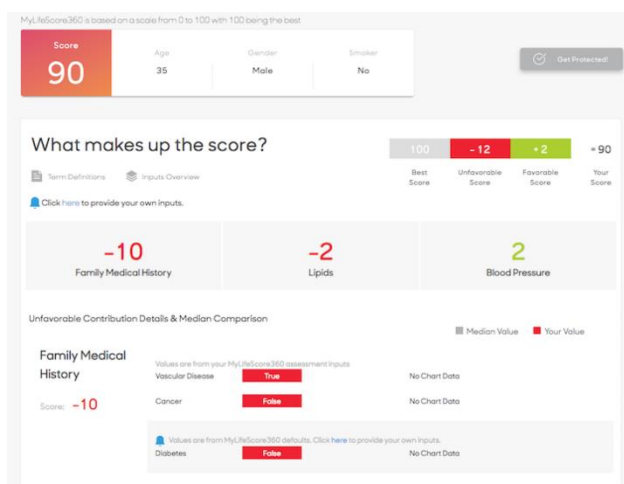 MyLifeScore360 is based on a scale from 0 to 100 with 100 being the best
Score Age Gender Smoker
90 35 Male No
Get Protected!
What makes up the score?
100 - 12 + 2 = 90
Best Score Unfavorable Score Favorable Score Your Score
Term Definitions Inputs Overview
Click here to provide your own inputs.
-10 -2 2
Family Medical History Lipids Blood Pressure
Unfavorable Contribution Details & Median Comparison
Median Value Your Value
Family Medical History
Score: -10
Values are from your MyLifeScore360 assessment inputs
Vascular Disease True No Chart Data
Cancer False No Chart Data
Values are from MyLifeScore360 defaults. Click here to provide your own inputs.
Diabetes False No Chart Data